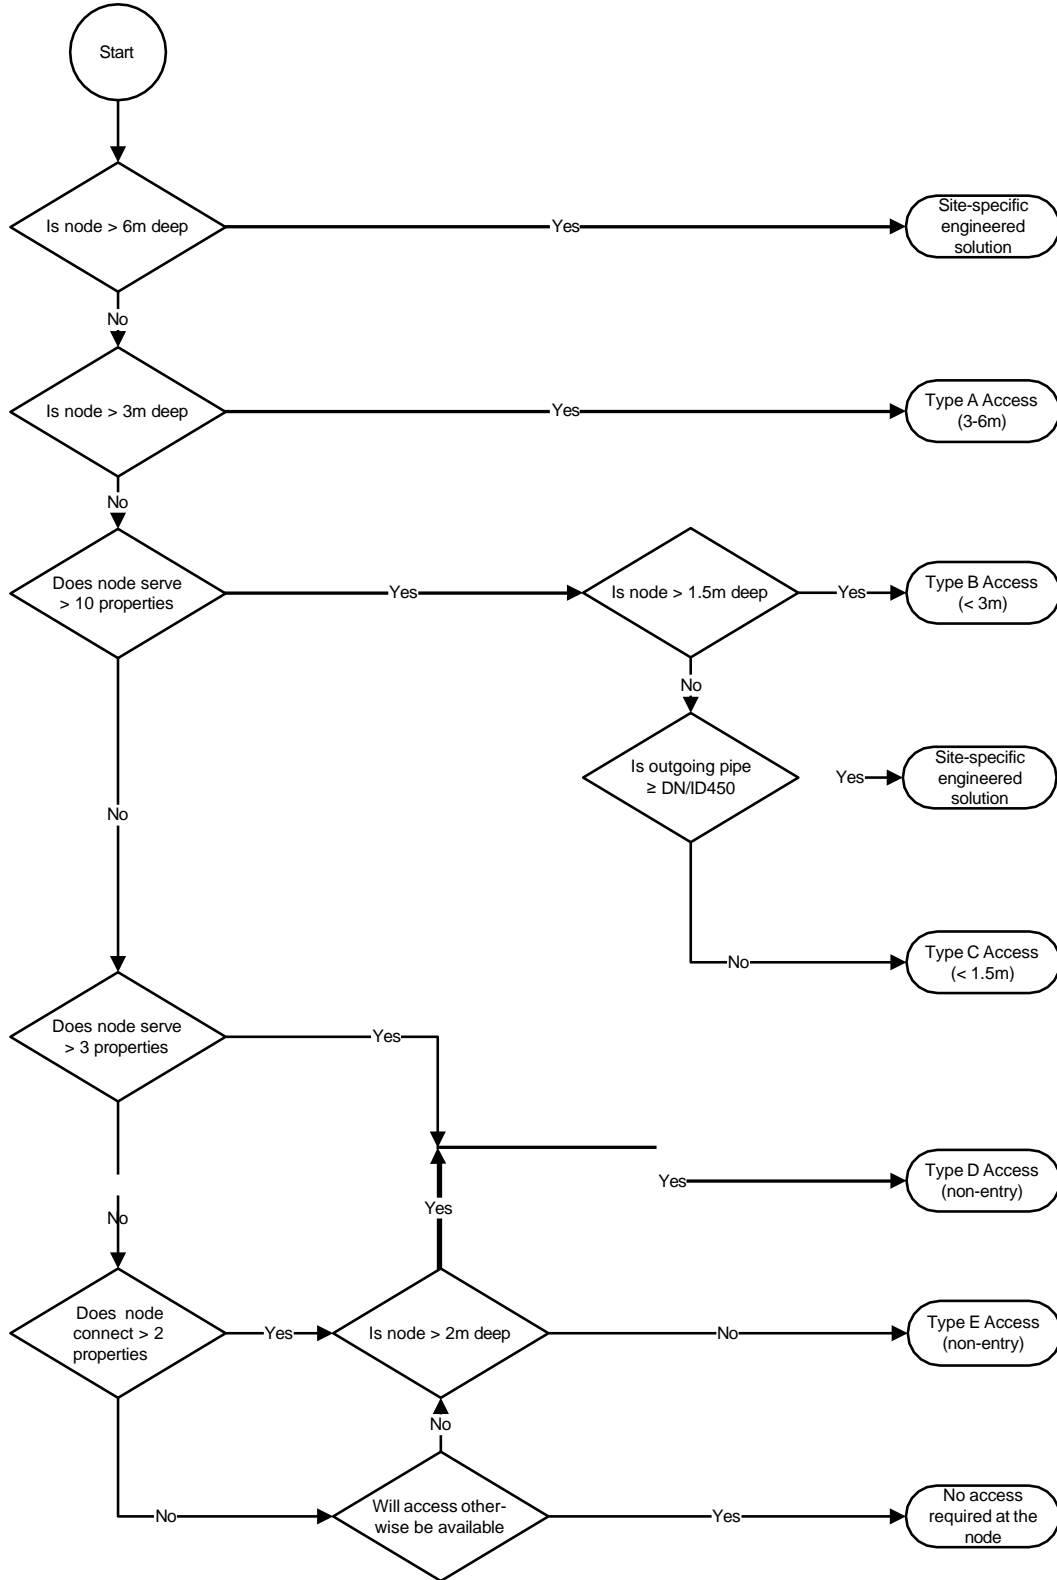 Start
Is node > 6m deep
Yes
Site-specific
engineered
solution
No
Is node > 3m deep
Yes
Type A Access
(3-6m)
No
Does node serve
> 10 properties
Yes
Is node > 1.5m deep
Yes
Type B Access
(< 3m)
No
Is outgoing pipe
≥ DN/ID450
Yes
Site-specific
engineered
solution
No
No
Type C Access
(< 1.5m)
Does node serve
> 3 properties
Yes
Yes
Type D Access
(non-entry)
No
Yes
Does node
connect > 2
properties
Yes
Is node > 2m deep
No
Type E Access
(non-entry)
No
No
Will access other-
wise be available
Yes
No access
required at the
node